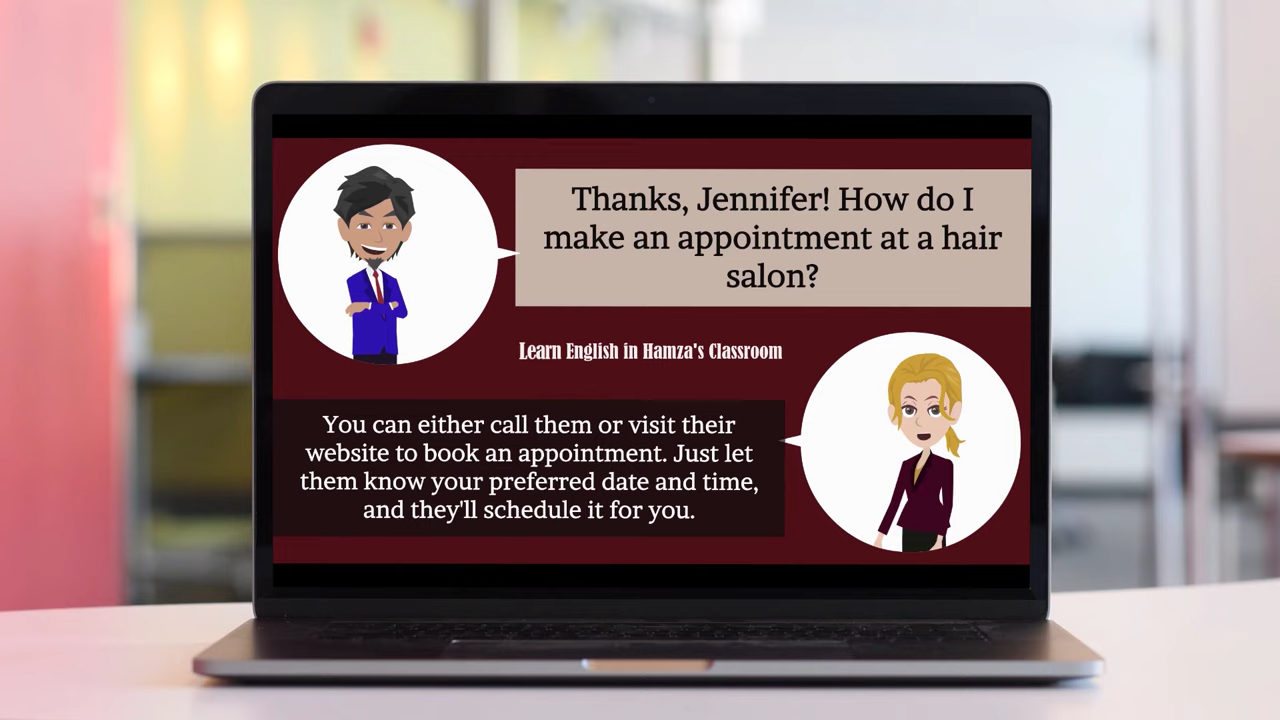 Thanks, Jennifer! How do I
make an appointment at a hair
salon?
Learn English in Hamza's Classroom
You can either call them or visit their
website to book an appointment. Just let
them know your preferred date and time,
and they'll schedule it for you.